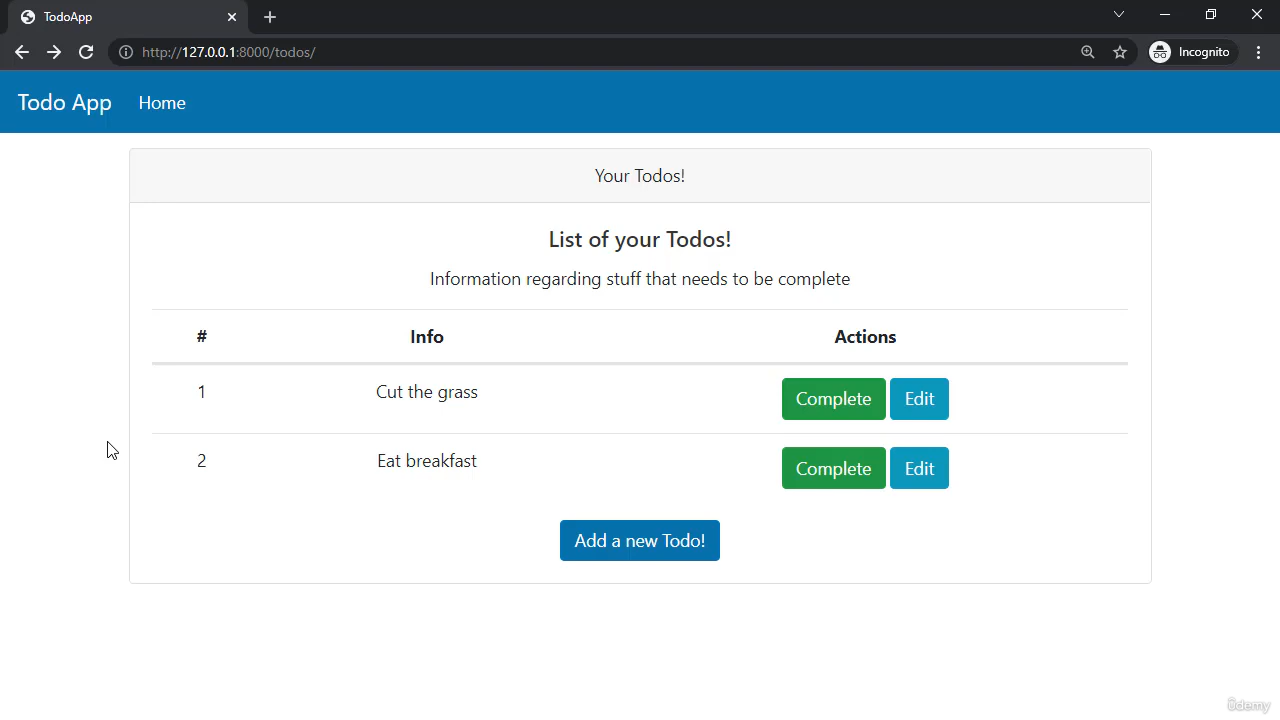 TodoApp
http://127.0.0.1:8000/todos/
Incognito
Todo App Home
Your Todos!
List of your Todos!
Information regarding stuff that needs to be complete
# Info Actions
1 Cut the grass Complete Edit
2 Eat breakfast Complete Edit
Add a new Todo!
ûdemy